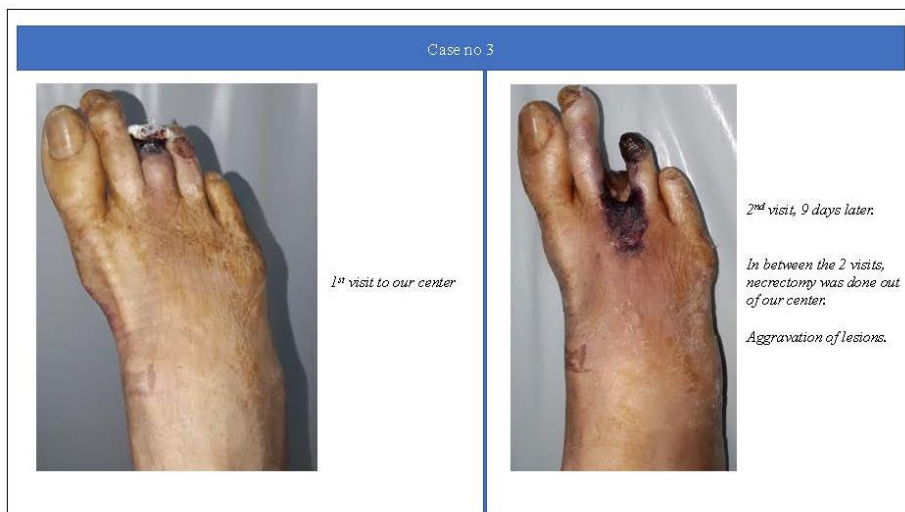 Case no 3
1st visit to our center
2nd visit, 9 days later.
In between the 2 visits,
necrectomy was done out
of our center.
Aggravation of lesions.